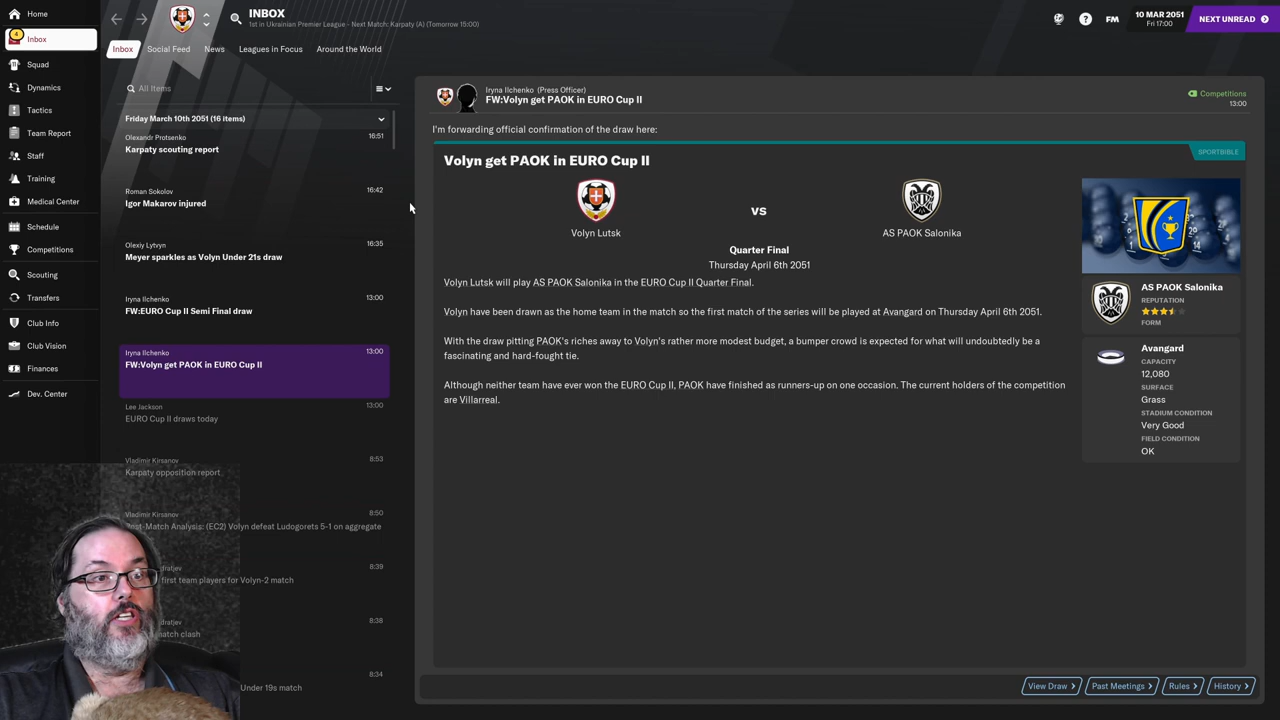 Home
Inbox
4
Squad
Dynamics
Tactics
Team Report
Staff
Training
Medical Center
Schedule
Competitions
Scouting
Transfers
Club Info
Club Vision
Finances
Dev. Center
INBOX
1st in Ukrainian Premier League - Next Match: Karpaty (A) (Tomorrow 15:00)
FM
10 MAR 2051
Fri 17:00
NEXT UNREAD
Inbox
Social Feed
News
Leagues in Focus
Around the World
All Items
Friday March 10th 2051 (16 items)
Olexandr Protsenko
16:51
Karpaty scouting report
Roman Sokolov
16:42
Igor Makarov injured
Olexiy Lytvyn
16:35
Meyer sparkles as Volyn Under 21s draw
Iryna Ilchenko
13:00
FW:EURO Cup II Semi Final draw
Iryna Ilchenko
13:00
FW:Volyn get PAOK in EURO Cup II
Lee Jackson
13:00
EURO Cup II draws today
Vladimir Kirsanov
8:53
Karpaty opposition report
Vladimir Kirsanov
8:50
Post-Match Analysis: (EC2) Volyn defeat Ludogorets 5-1 on aggregate
8:39
first team players for Volyn-2 match
8:38
match clash
8:34
Under 19s match
Iryna Ilchenko (Press Officer)
FW:Volyn get PAOK in EURO Cup II
Competitions
13:00
I'm forwarding official confirmation of the draw here:
SPORTBIBLE
Volyn get PAOK in EURO Cup II
Volyn Lutsk
VS
AS PAOK Salonika
Quarter Final
Thursday April 6th 2051
Volyn Lutsk will play AS PAOK Salonika in the EURO Cup II Quarter Final.
Volyn have been drawn as the home team in the match so the first match of the series will be played at Avangard on Thursday April 6th 2051.
With the draw pitting PAOK's riches away to Volyn's rather more modest budget, a bumper crowd is expected for what will undoubtedly be a
fascinating and hard-fought tie.
Although neither team have ever won the EURO Cup II, PAOK have finished as runners-up on one occasion. The current holders of the competition
are Villarreal.
AS PAOK Salonika
REPUTATION
FORM
Avangard
CAPACITY
12,080
SURFACE
Grass
STADIUM CONDITION
Very Good
FIELD CONDITION
OK
View Draw
Past Meetings
Rules
History